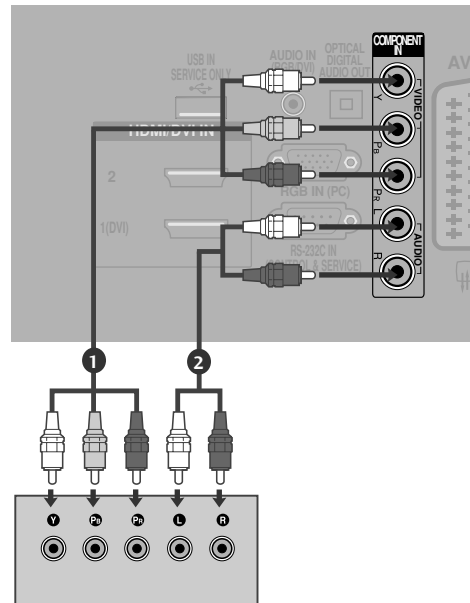 COMPONENT
IN
USB IN
SERVICE ONLY
AUDIO IN
(RGB/DVI)
OPTICAL
DIGITAL
AUDIO OUT
AV
Y
VIDEO
PB
PR
L
AUDIO
R
HDMI/DVI IN
2
1(DVI)
RGB IN (PC)
RS-232C IN
(CONTROL & SERVICE)
1
2
Y
PB
PR
L
R